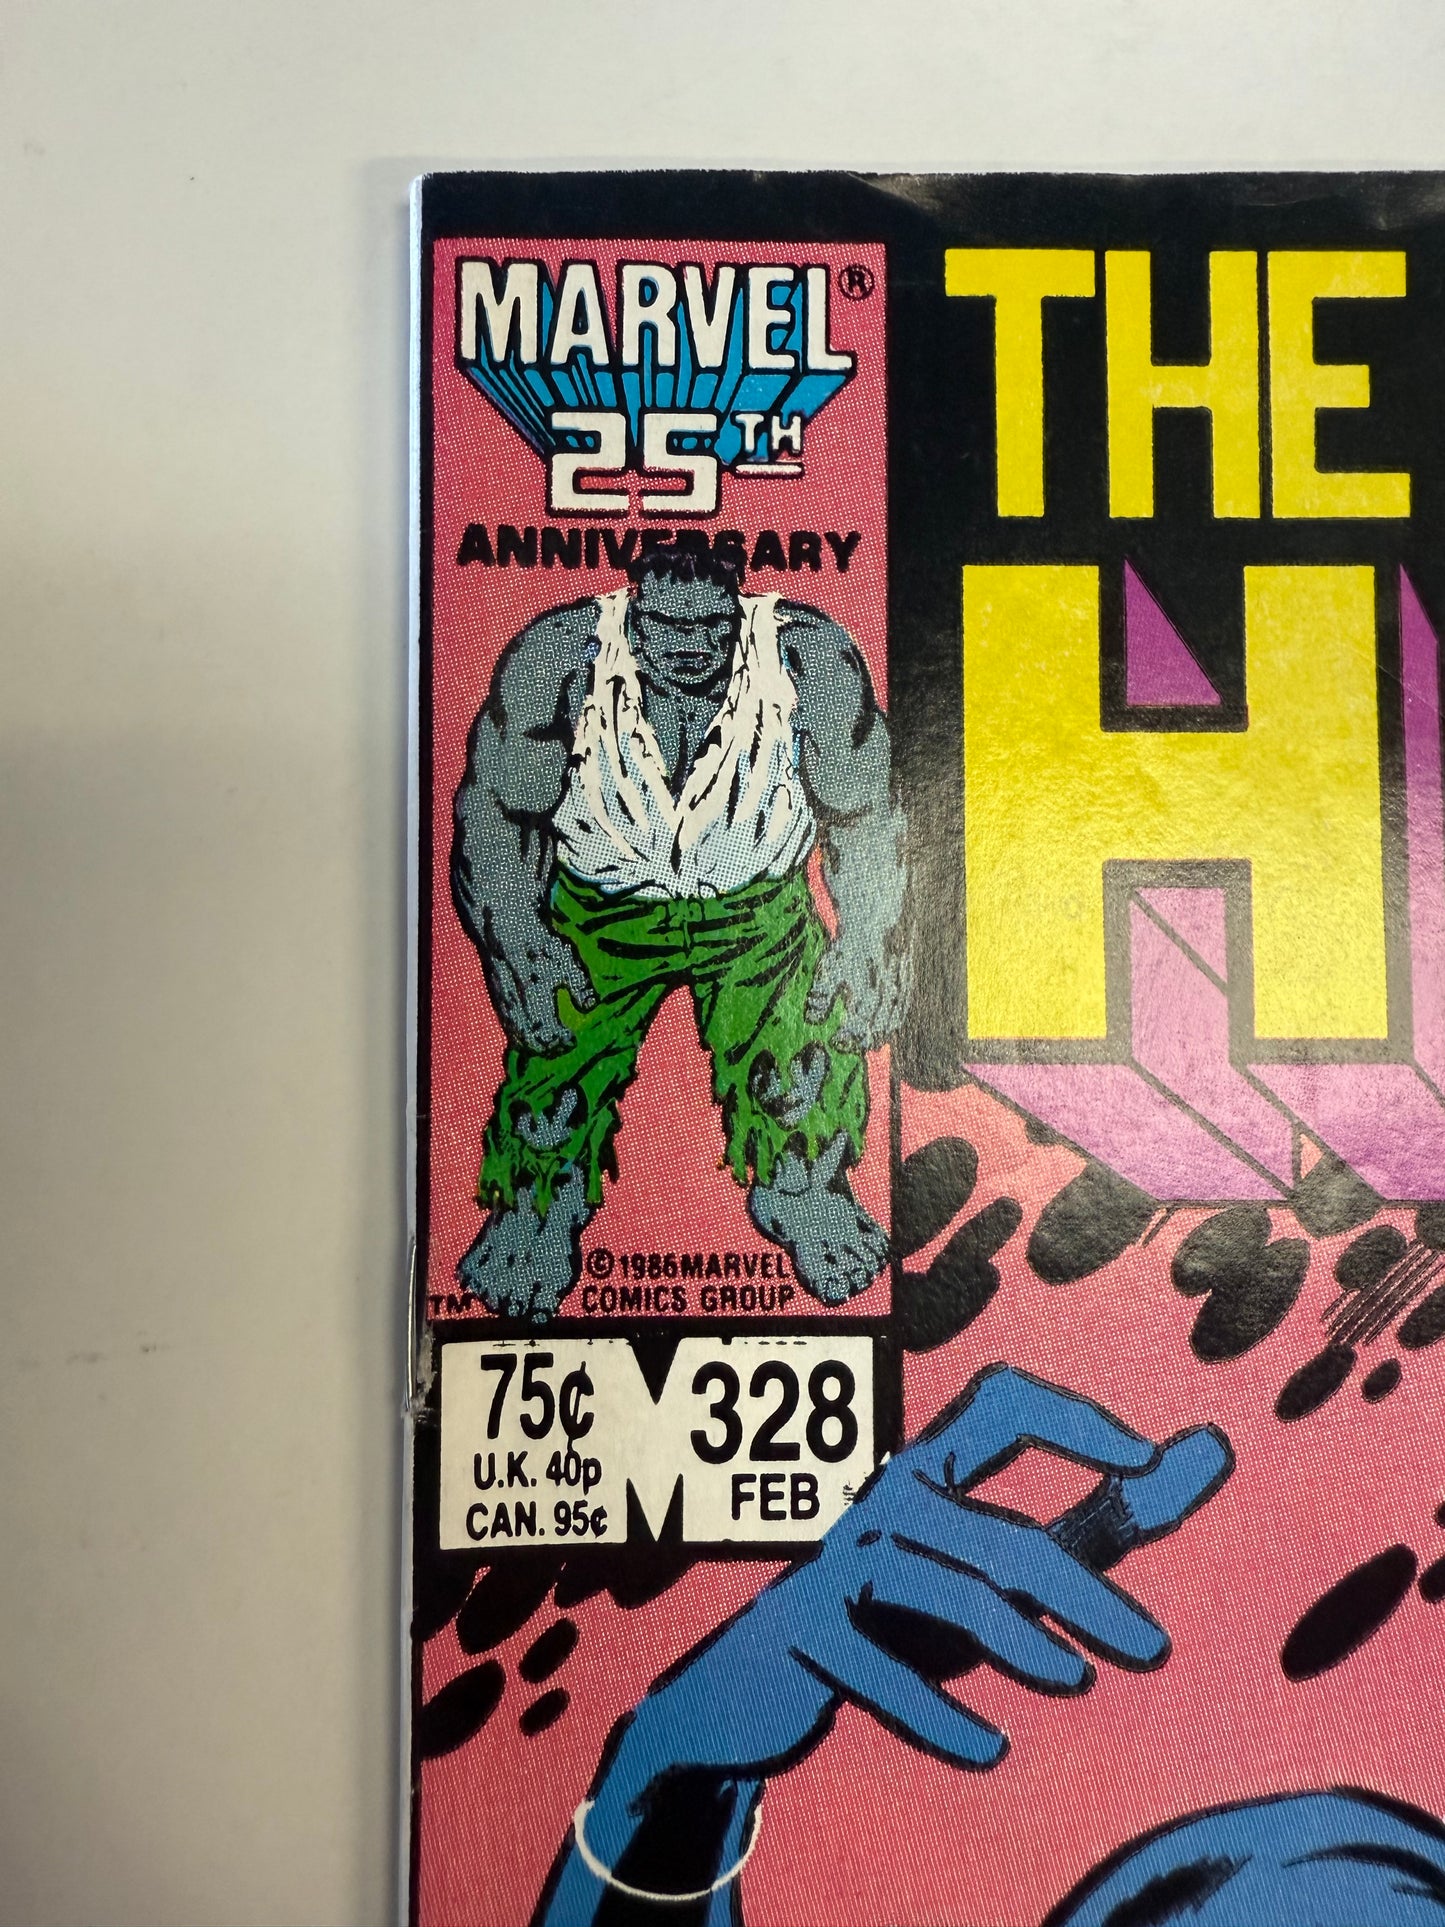 MARVEL®
25TH
ANNIVERSARY
THE
H
© 1986 MARVEL
COMICS GROUP
TM
75¢
U.K. 40p
CAN. 95¢
M
328
FEB